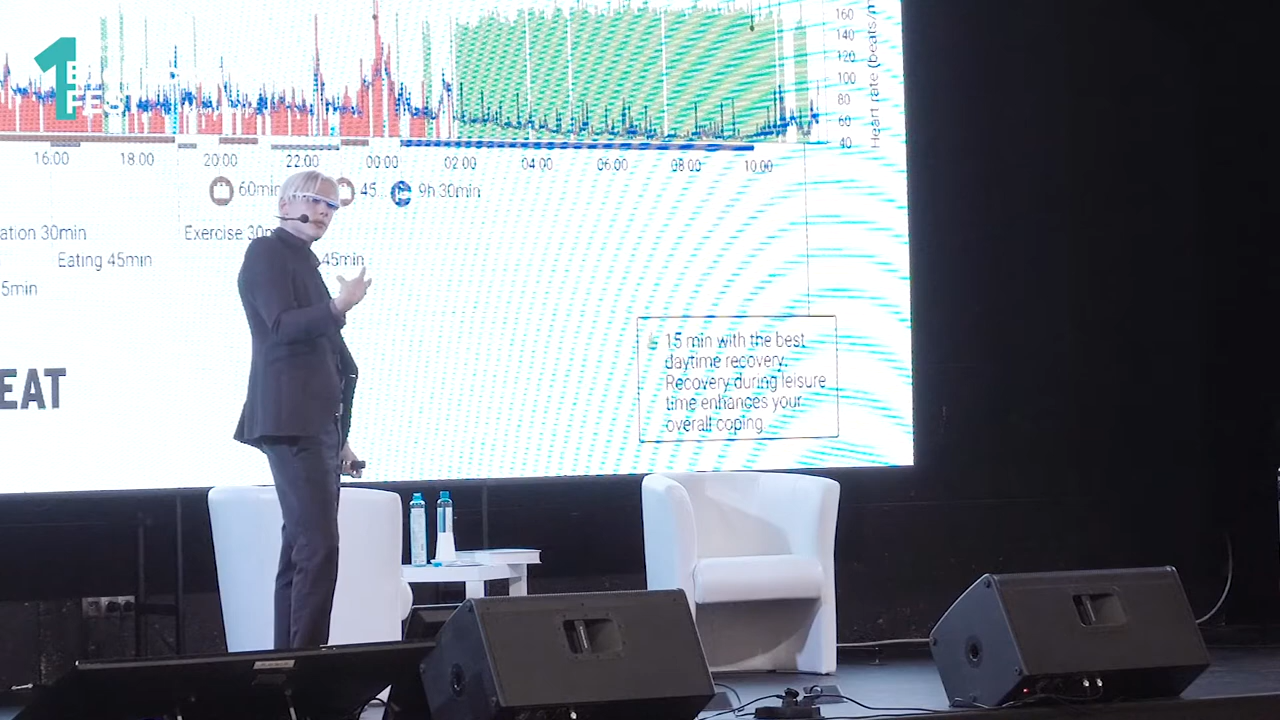 1
FEST
160
140
120
100
80
60
40
Heart rate (beats/m
16:00 18:00 20:00 22:00 00:00 02:00 04:00 06:00 08:00 10:00
60min 45... 9h 30min
ation 30min Exercise 30m
Eating 45min 45min
5min
EAT
15 min with the best
daytime recovery.
Recovery during leisure
time enhances your
overall coping